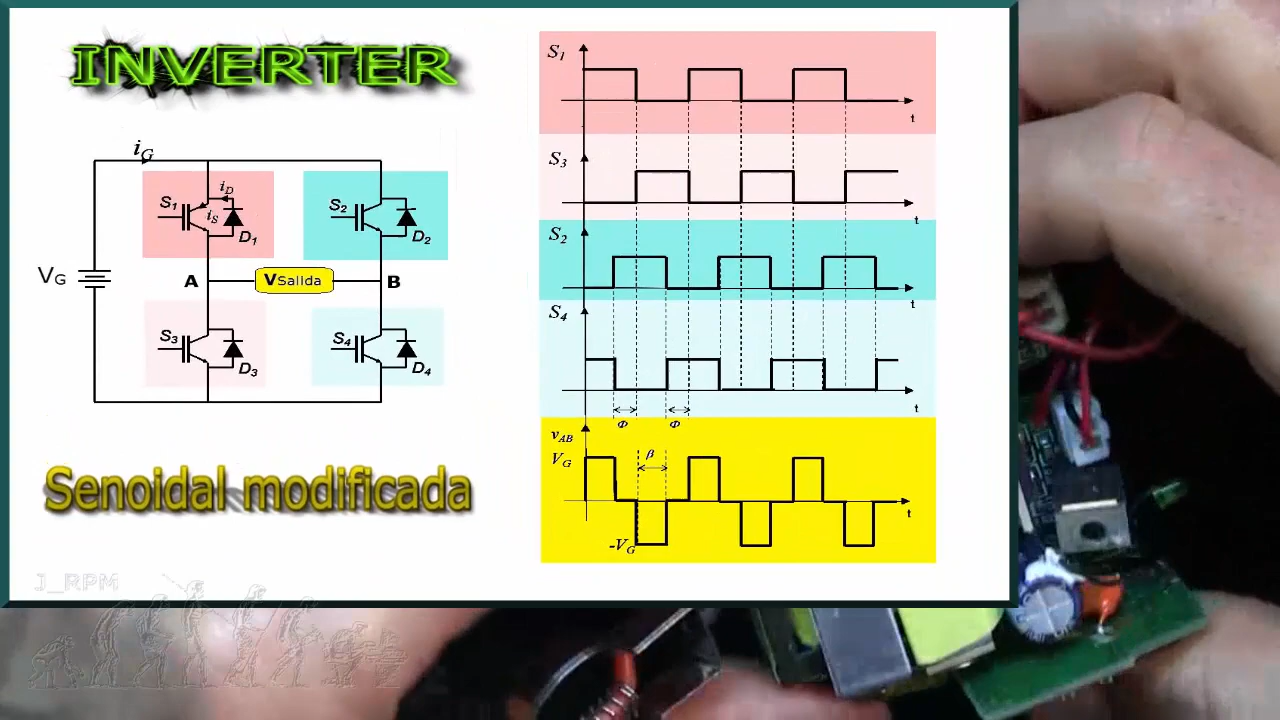 INVERTER
iG
S1
iD
iS
D1
S2
D2
VG
A
VSalida
B
S3
D3
S4
D4
Senoidal modificada
J_RPM
S1
t
S3
t
S2
t
S4
t
Φ
Φ
vAB
VG
β
t
-VG